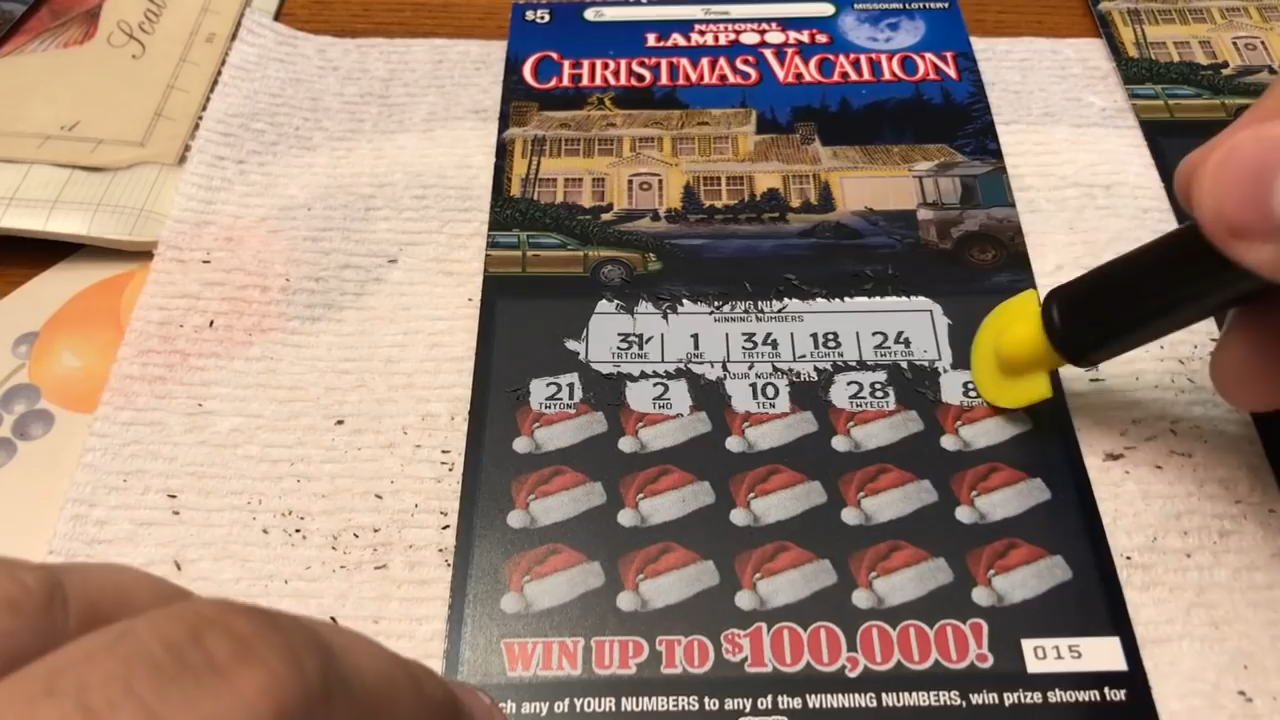 $5
To From
MISSOURI LOTTERY
NATIONAL
LAMPOON'S
CHRISTMAS VACATION
WINNING NUMBERS
31 1 34 18 24
TRTONE ONE TRTFOR EGHTN TWYFOR
YOUR NUMBERS
21 2 10 28 8
TWYONE TWO TEN TWYEGT EIGH
WIN UP TO $100,000!
015
ch any of YOUR NUMBERS to any of the WINNING NUMBERS, win prize shown for